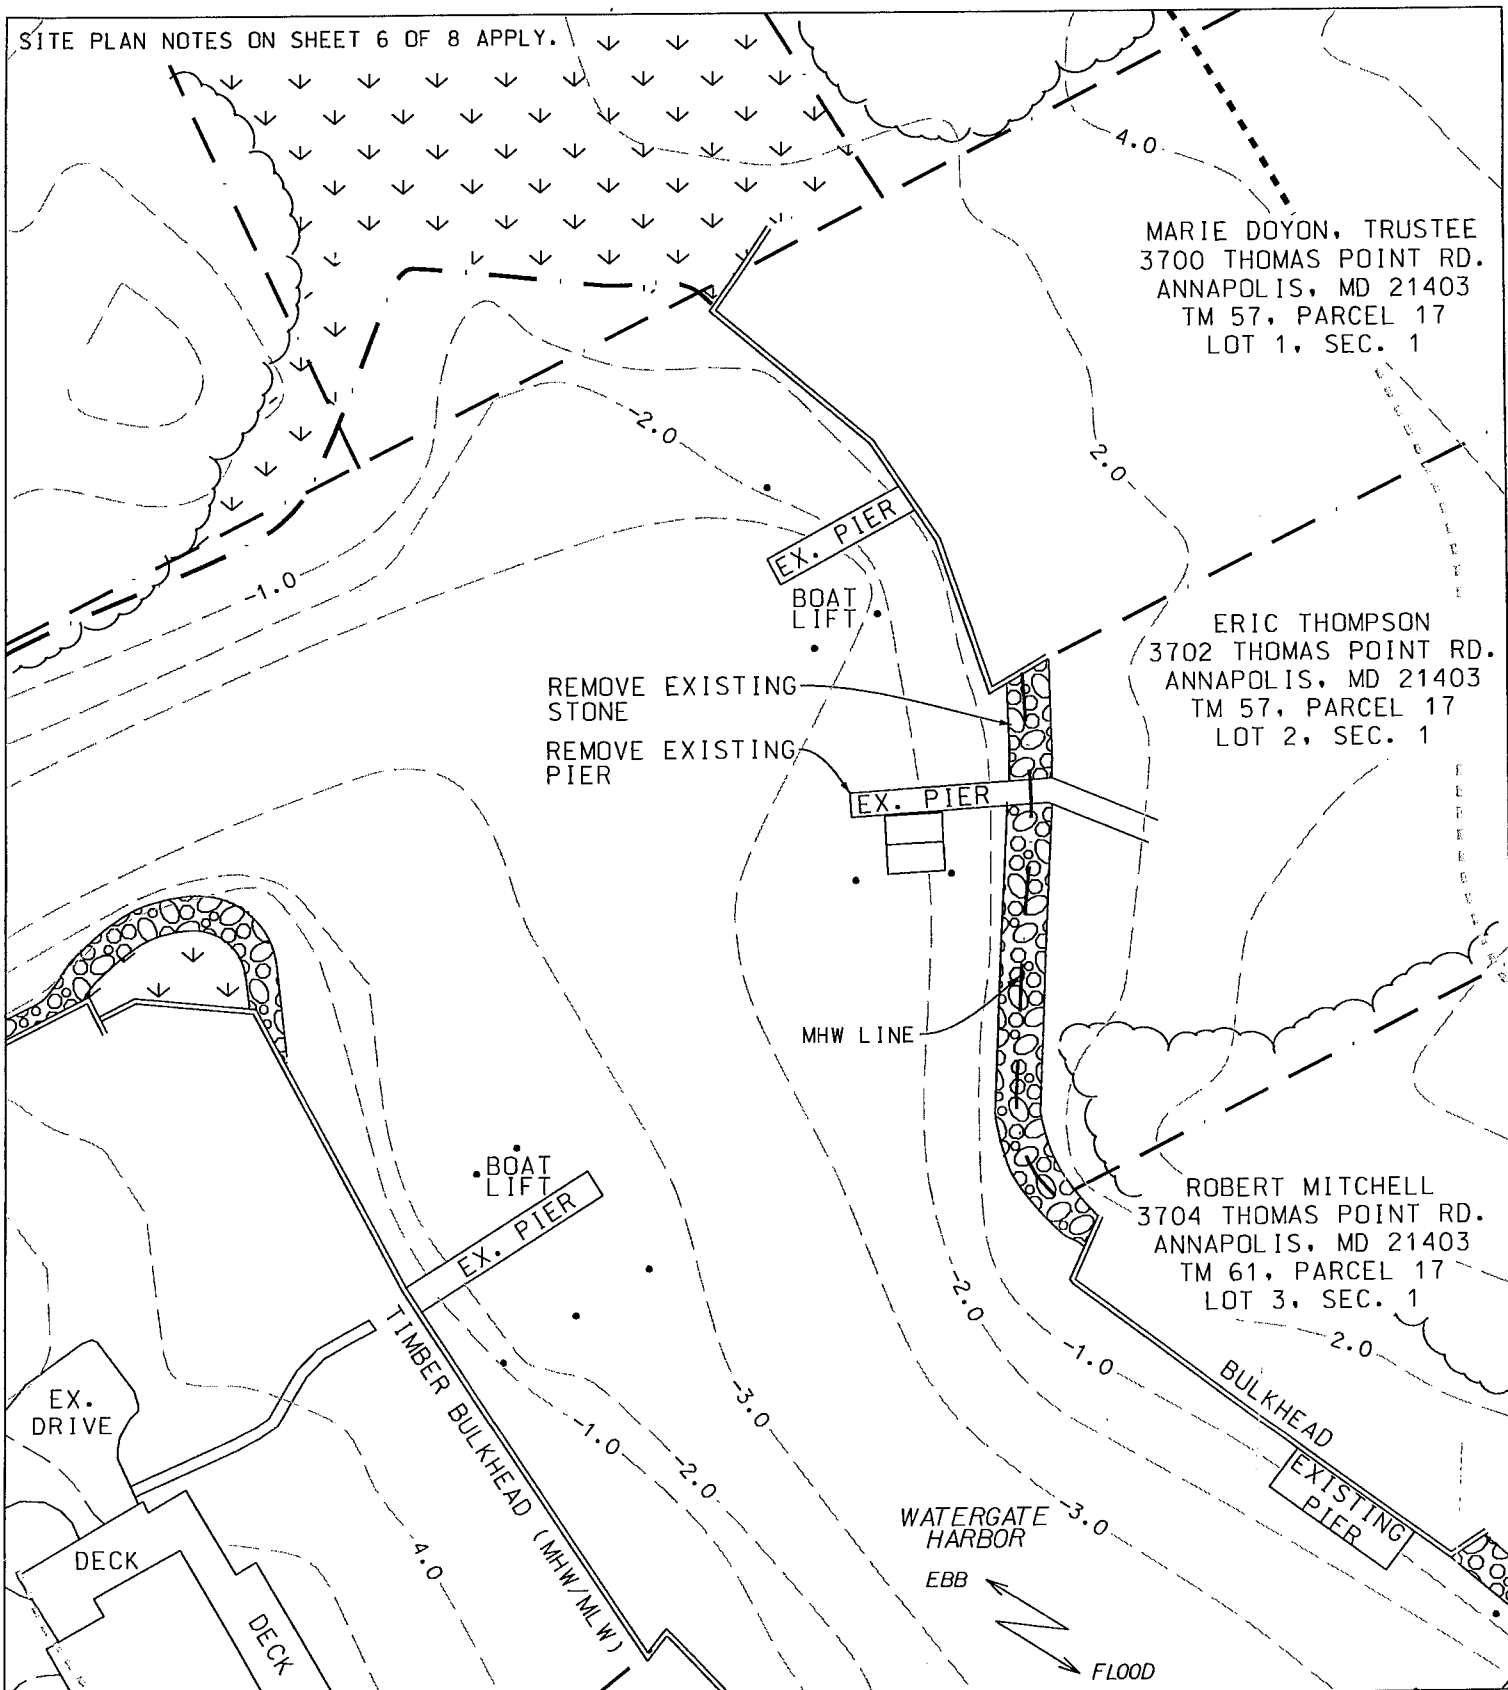 SITE PLAN NOTES ON SHEET 6 OF 8 APPLY.
4.0
MARIE DOYON, TRUSTEE
3700 THOMAS POINT RD.
ANNAPOLIS, MD 21403
TM 57, PARCEL 17
LOT 1, SEC. 1
-2.0
2.0
EX. PIER
-1.0
BOAT
LIFT
ERIC THOMPSON
3702 THOMAS POINT RD.
ANNAPOLIS, MD 21403
TM 57, PARCEL 17
LOT 2, SEC. 1
REMOVE EXISTING
STONE
REMOVE EXISTING
PIER
EX. PIER
MHW LINE
BOAT
LIFT
EX. PIER
ROBERT MITCHELL
3704 THOMAS POINT RD.
ANNAPOLIS, MD 21403
TM 61, PARCEL 17
LOT 3, SEC. 1
-2.0
2.0
-1.0
TIMBER BULKHEAD (MHW/MLW)
BULKHEAD
EX.
DRIVE
-3.0
-1.0
-2.0
EXISTING
PIER
WATERGATE
HARBOR
-3.0
DECK
4.0
EBB
DECK
FLOOD